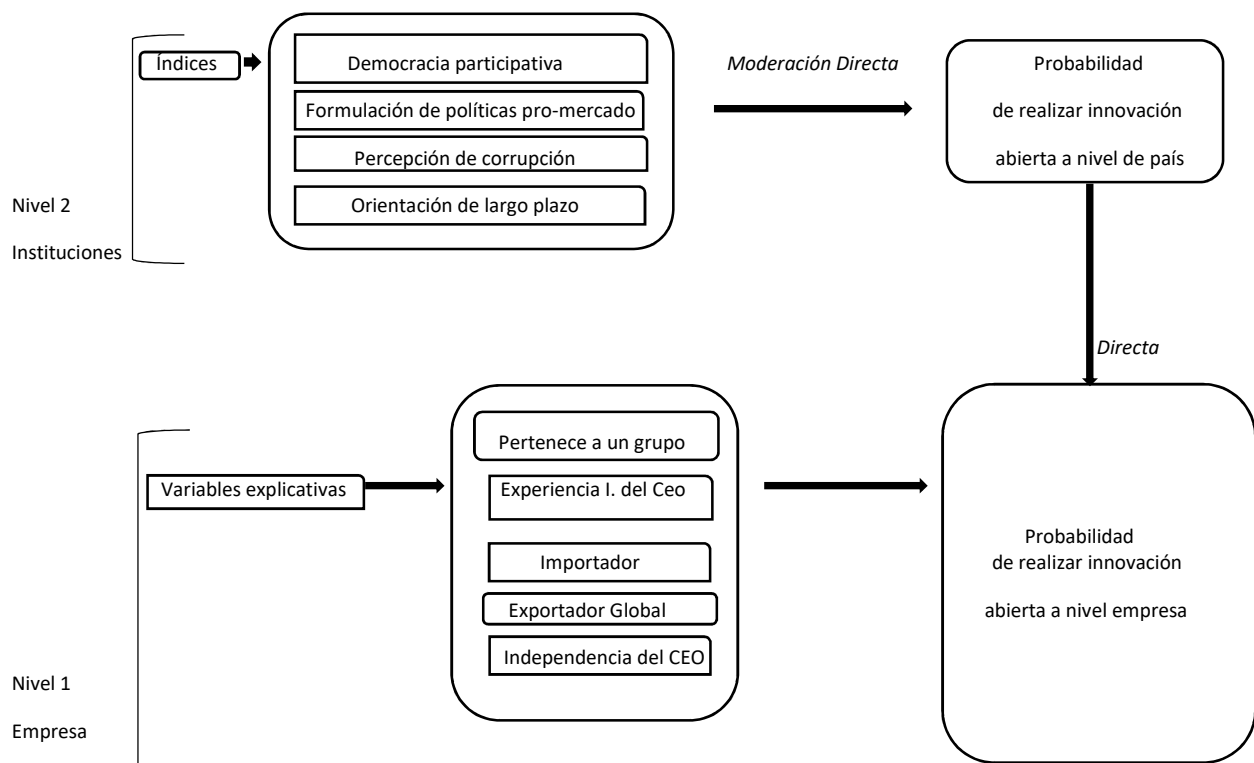 Índices
Democracia participativa
Formulación de políticas pro-mercado
Percepción de corrupción
Orientación de largo plazo
Moderación Directa
Probabilidad
de realizar innovación
abierta a nivel de país
Nivel 2
Instituciones
Directa
Variables explicativas
Pertenece a un grupo
Experiencia I. del Ceo
Importador
Exportador Global
Independencia del CEO
Probabilidad
de realizar innovación
abierta a nivel empresa
Nivel 1
Empresa